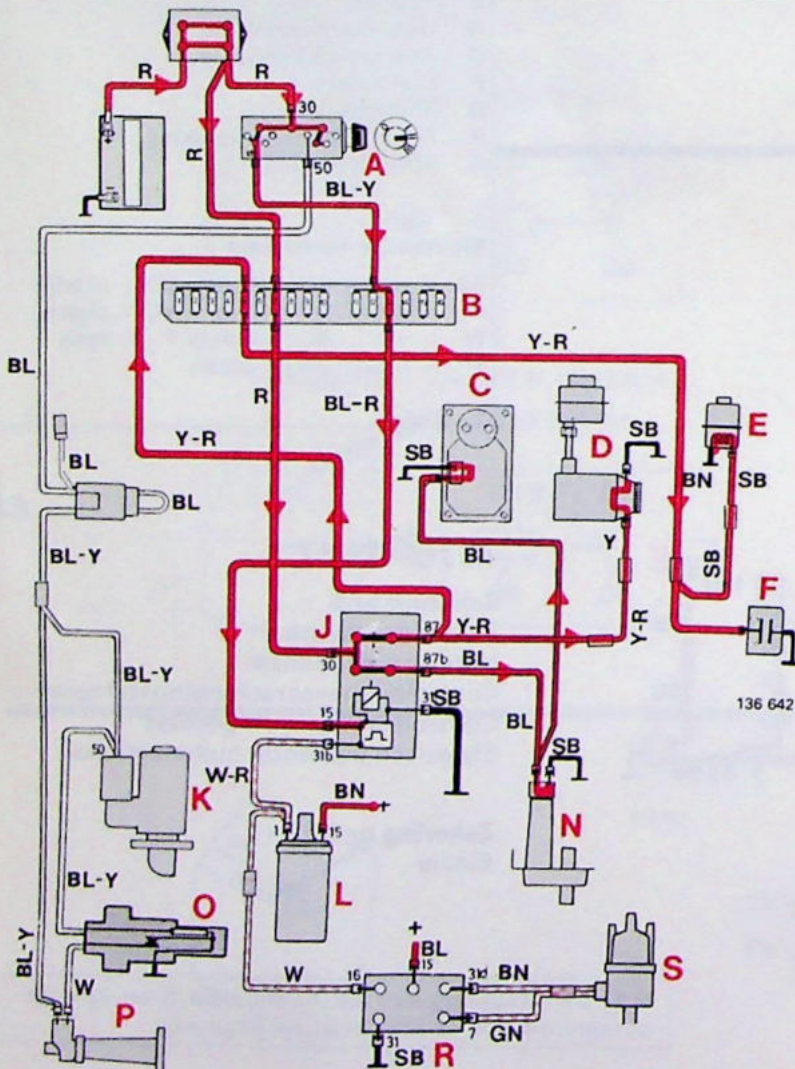 R
R
30
A
50
R
BL-Y
B
Y-R
BL
R
BL-R
C
D
E
SB
SB
Y-R
BN
SB
BL
BL
BL
Y
SB
F
BL-Y
J
87
Y-R
Y-R
30
BL
87b
BL-Y
31
SB
136 642
15
BL
SB
31b
50
W-R
K
BN
+
N
1
15
L
BL-Y
O
+
BL
S
BL-Y
W
W
16
15
31d
BN
P
7
GN
31
SB
R